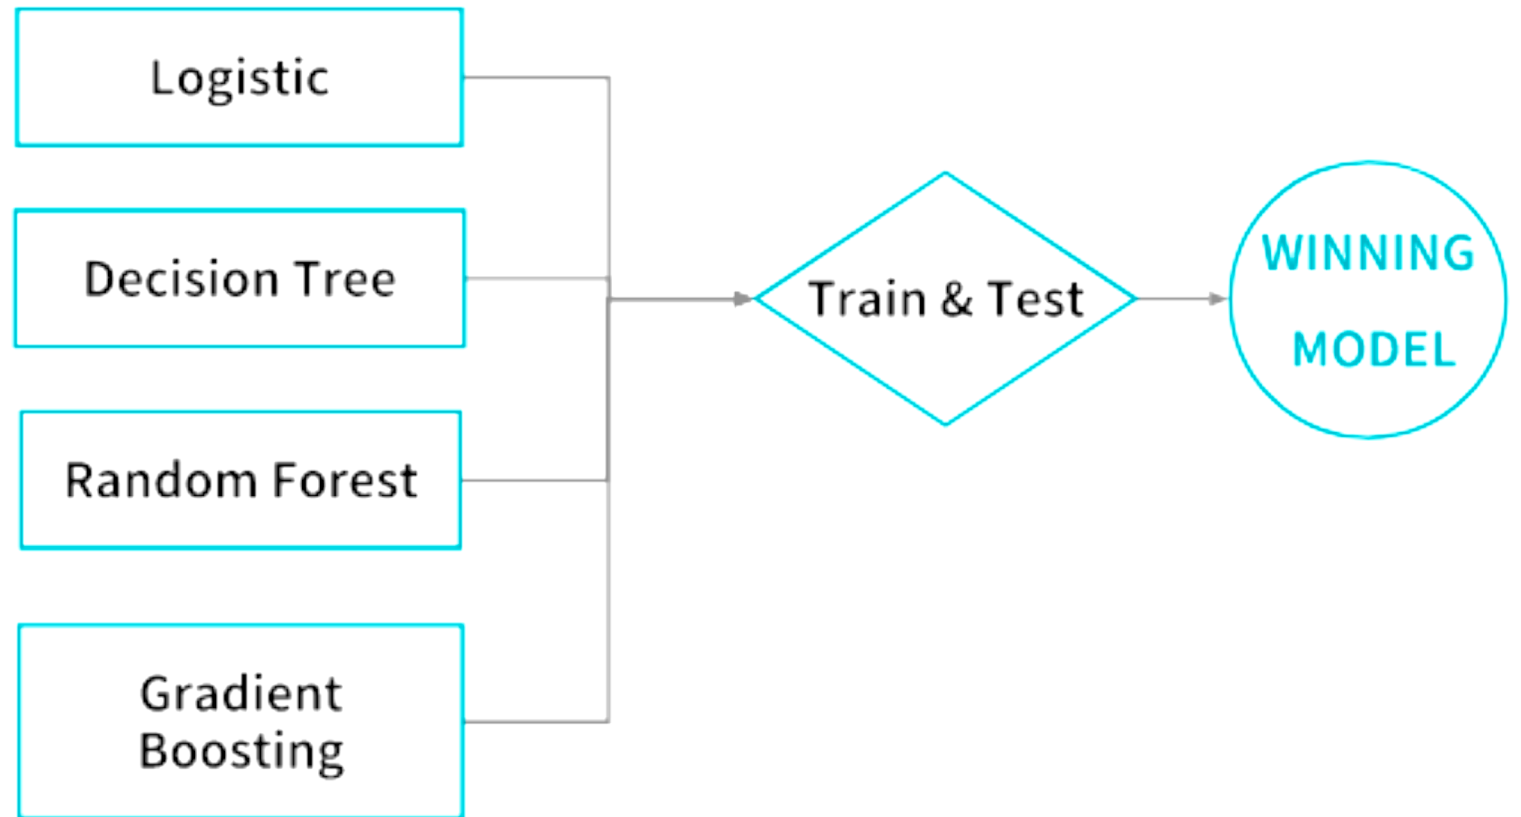 Logistic
Decision Tree
Random Forest
Gradient
Boosting
Train & Test
WINNING
MODEL